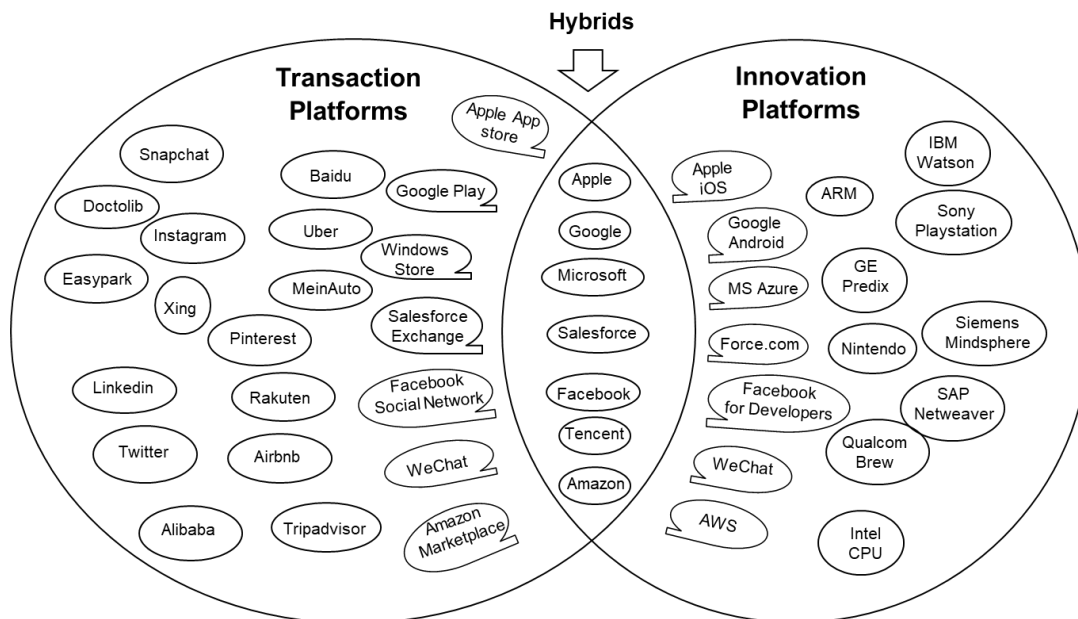 Hybrids
Transaction
Platforms
Innovation
Platforms
Apple App
store
Snapchat
Baidu
Google Play
Doctolib
Instagram
Uber
Windows
Store
Easypark
Xing
MeinAuto
Salesforce
Exchange
Pinterest
Linkedin
Rakuten
Facebook
Social Network
Twitter
Airbnb
WeChat
Alibaba
Tripadvisor
Amazon
Marketplace
Apple
Google
Microsoft
Salesforce
Facebook
Tencent
Amazon
Apple
iOS
ARM
IBM
Watson
Google
Android
Sony
Playstation
MS Azure
GE
Predix
Force.com
Nintendo
Siemens
Mindsphere
Facebook
for Developers
SAP
Netweaver
Qualcom
Brew
WeChat
AWS
Intel
CPU